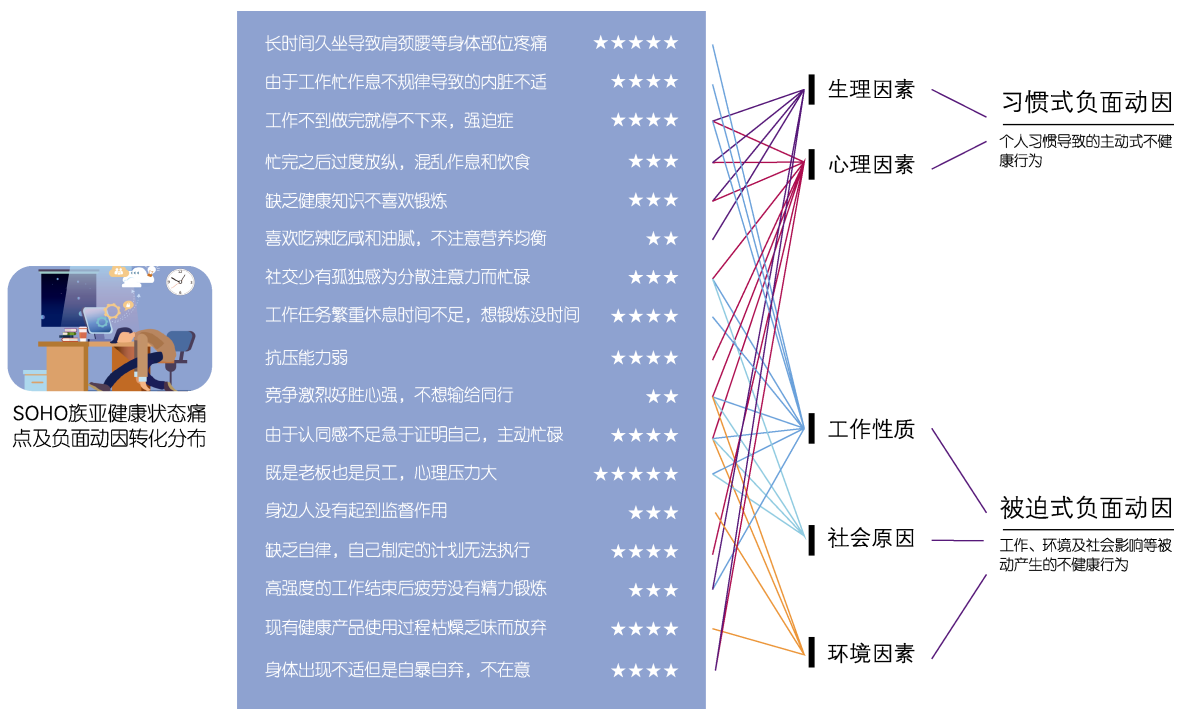 长时间久坐导致肩颈腰等身体部位疼痛 ★★★★★
由于工作忙作息不规律导致的内脏不适 ★★★★
工作不到做完就停不下来，强迫症 ★★★★
忙完之后过度放纵，混乱作息和饮食 ★★★
缺乏健康知识不喜欢锻炼 ★★★
喜欢吃辣吃咸和油腻，不注意营养均衡 ★★
社交少有孤独感为分散注意力而忙碌 ★★★
工作任务繁重休息时间不足，想锻炼没时间 ★★★★
抗压能力弱 ★★★★
竞争激烈好胜心强，不想输给同行 ★★
由于认同感不足急于证明自己，主动忙碌 ★★★★
既是老板也是员工，心理压力大 ★★★★★
身边人没有起到监督作用 ★★★
缺乏自律，自己制定的计划无法执行 ★★★★
高强度的工作结束后疲劳没有精力锻炼 ★★★
现有健康产品使用过程枯燥乏味而放弃 ★★★★
身体出现不适但是自暴自弃，不在意 ★★★★
SOHO族亚健康状态痛
点及负面动因转化分布
生理因素
心理因素
工作性质
社会原因
环境因素
习惯式负面动因
个人习惯导致的主动式不健
康行为
被迫式负面动因
工作、环境及社会影响等被
动产生的不健康行为